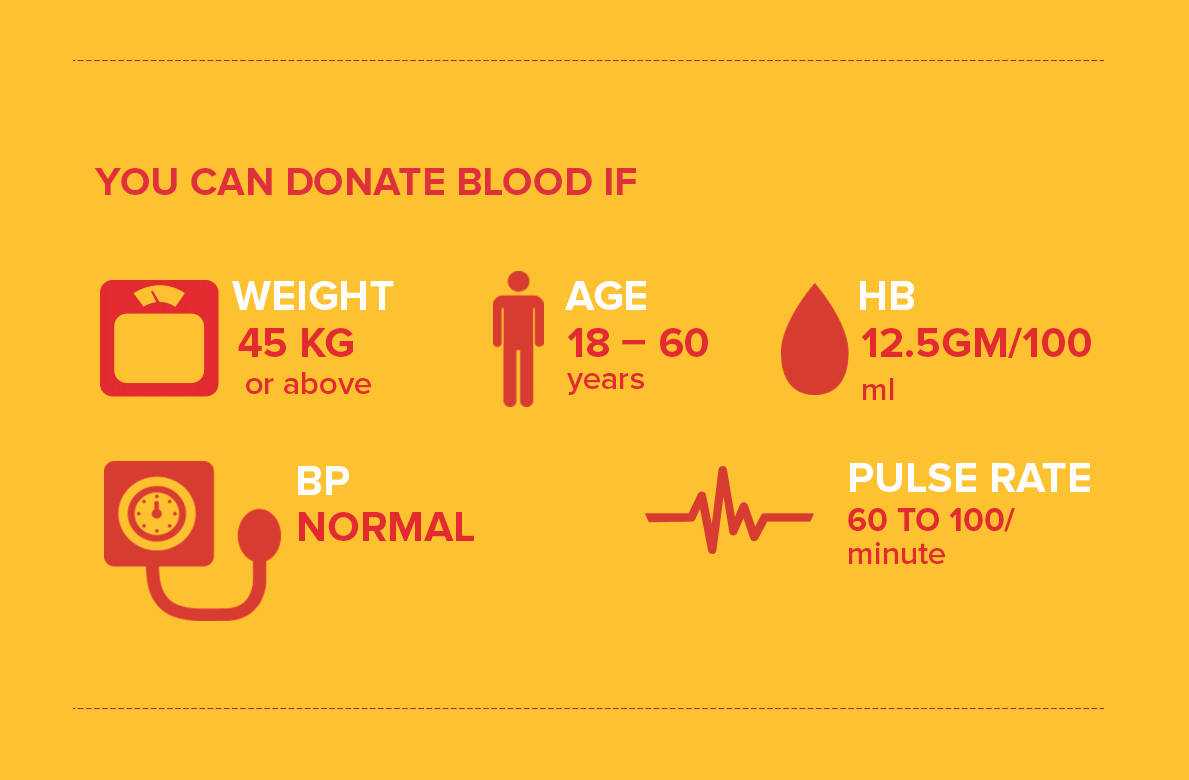 YOU CAN DONATE BLOOD IF
WEIGHT
45 KG
or above
AGE
18 – 60
years
HB
12.5GM/100
ml
BP
NORMAL
PULSE RATE
60 TO 100/
minute